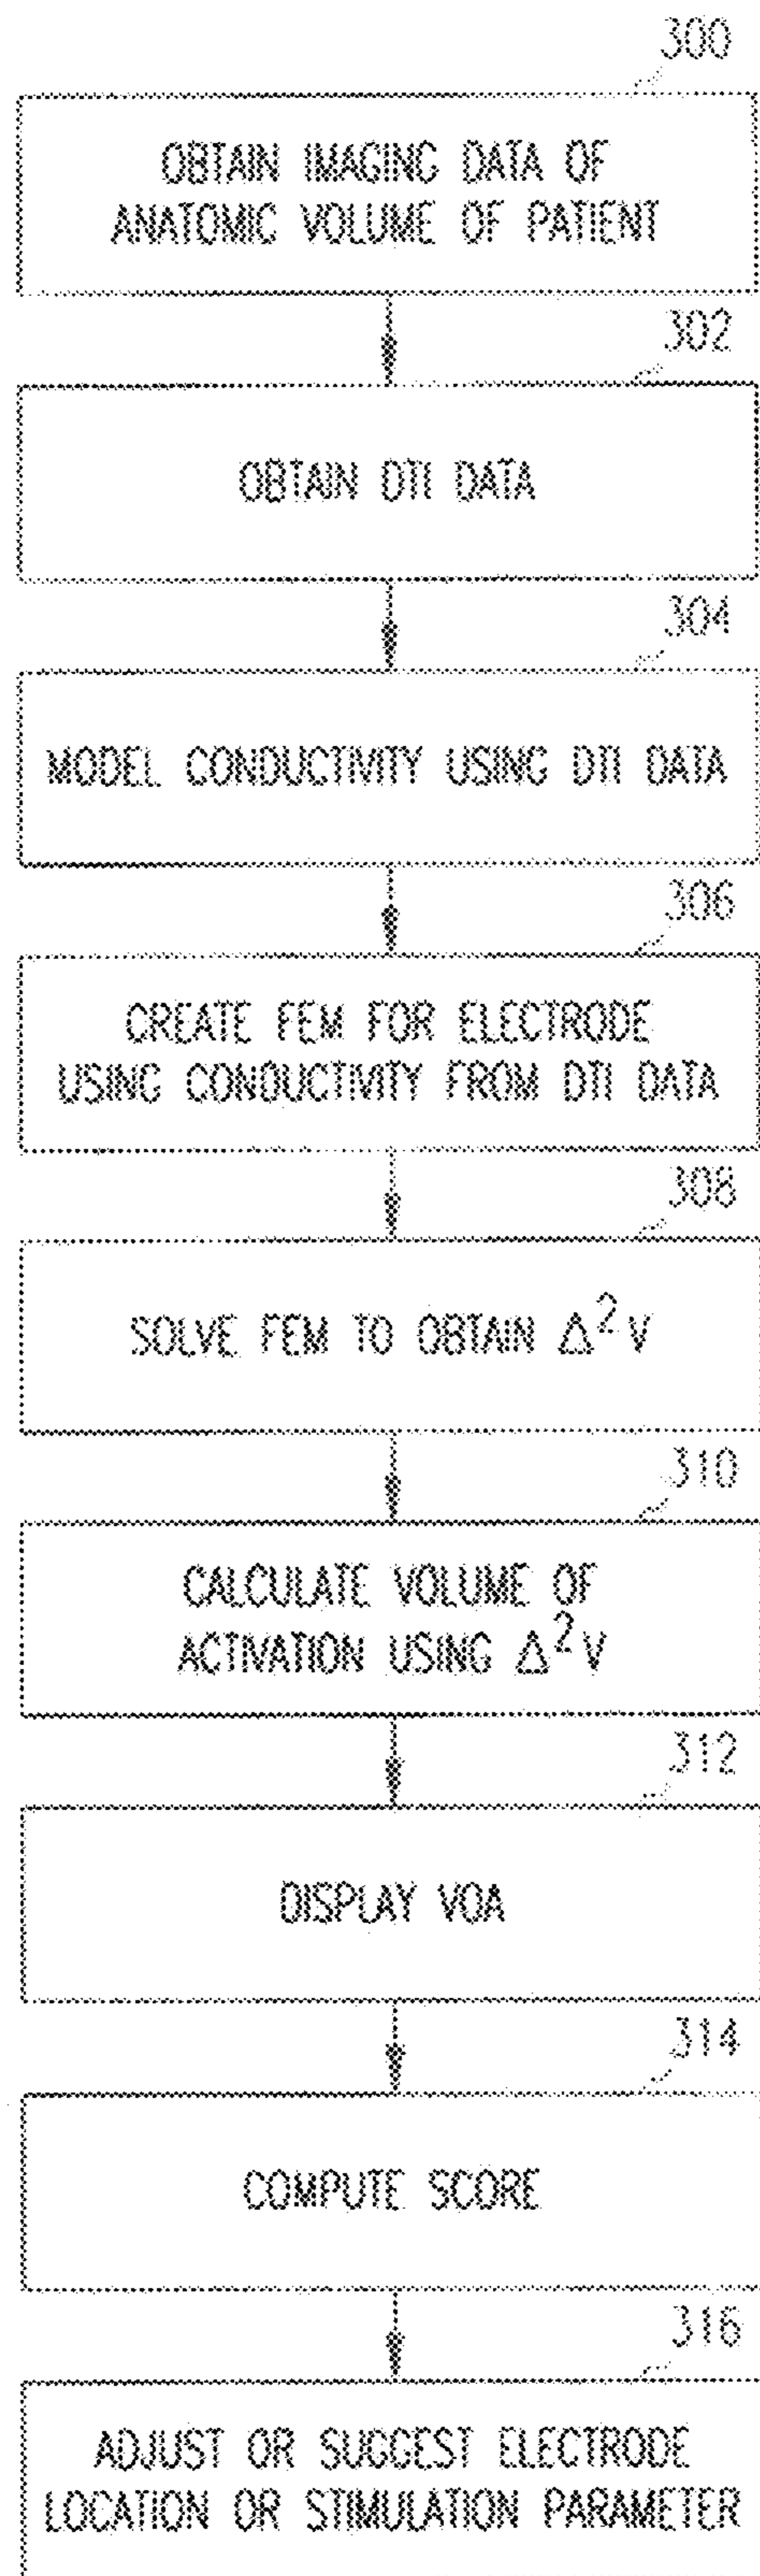 300
OBTAIN IMAGING DATA OF
ANATOMIC VOLUME OF PATIENT
302
OBTAIN DTI DATA
304
MODEL CONDUCTIVITY USING DTI DATA
306
CREATE FEM FOR ELECTRODE
USING CONDUCTIVITY FROM DTI DATA
308
SOLVE FEM TO OBTAIN Δ²V
310
CALCULATE VOLUME OF
ACTIVATION USING Δ²V
312
DISPLAY VOA
314
COMPUTE SCORE
316
ADJUST OR SUGGEST ELECTRODE
LOCATION OR STIMULATION PARAMETER